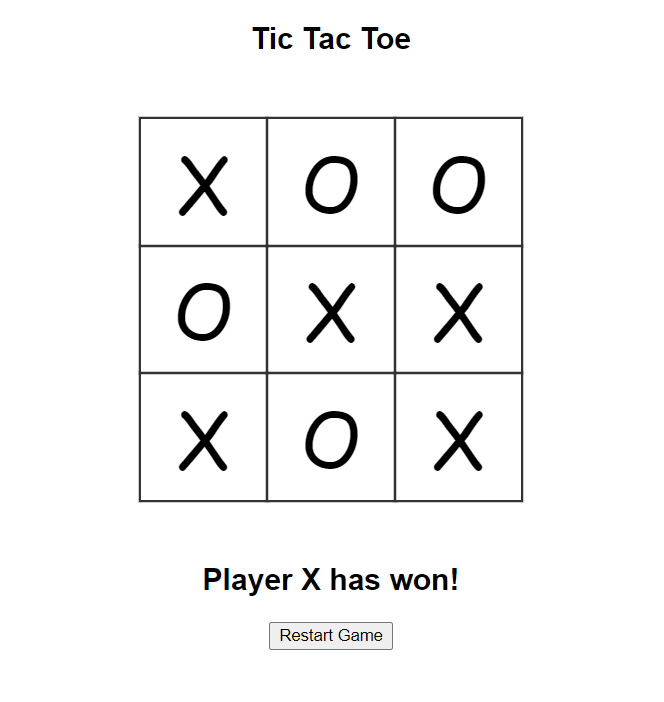 Tic Tac Toe
X O O
O X X
X O X
Player X has won!
Restart Game